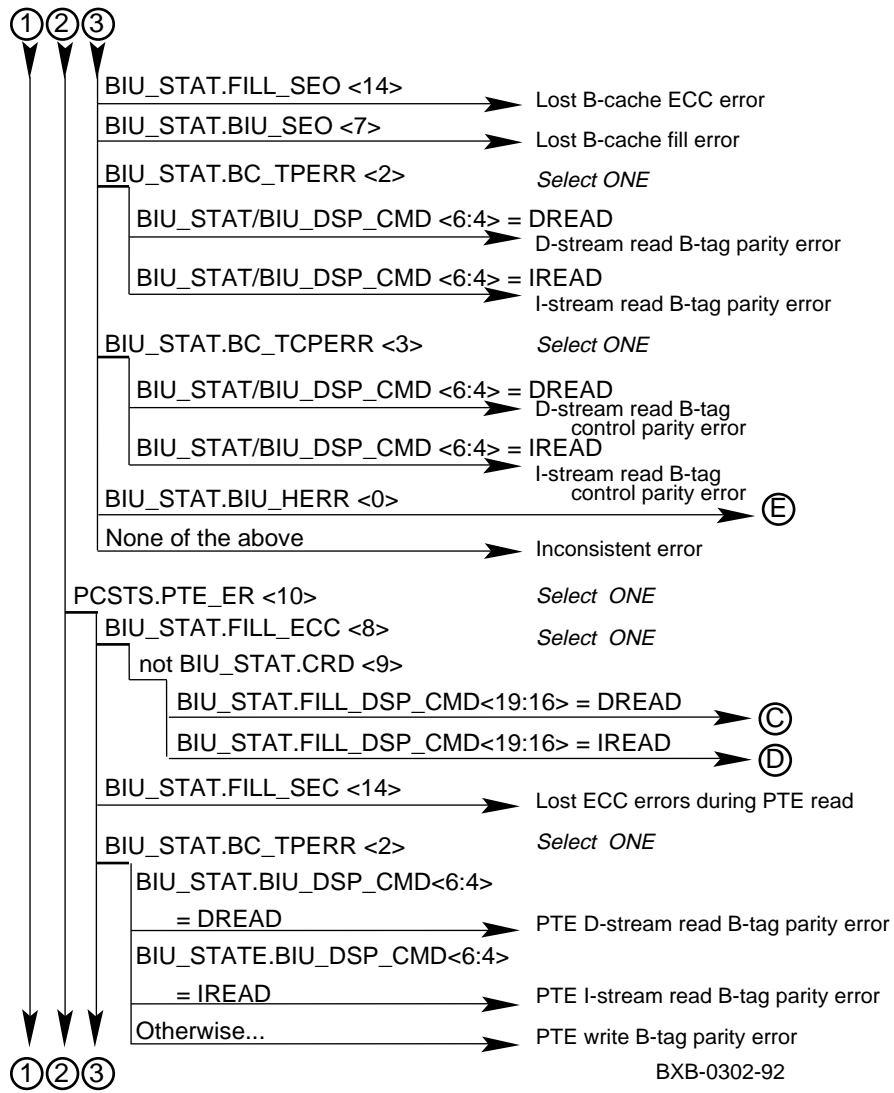 1 2 3
BIU_STAT.FILL_SEO <14>
Lost B-cache ECC error
BIU_STAT.BIU_SEO <7>
Lost B-cache fill error
BIU_STAT.BC_TPERR <2> Select ONE
BIU_STAT/BIU_DSP_CMD <6:4> = DREAD
D-stream read B-tag parity error
BIU_STAT/BIU_DSP_CMD <6:4> = IREAD
I-stream read B-tag parity error
BIU_STAT.BC_TCPERR <3> Select ONE
BIU_STAT/BIU_DSP_CMD <6:4> = DREAD
D-stream read B-tag
control parity error
BIU_STAT/BIU_DSP_CMD <6:4> = IREAD
I-stream read B-tag
control parity error
BIU_STAT.BIU_HERR <0> E
None of the above
Inconsistent error
PCSTS.PTE_ER <10> Select ONE
BIU_STAT.FILL_ECC <8> Select ONE
not BIU_STAT.CRD <9>
BIU_STAT.FILL_DSP_CMD<19:16> = DREAD C
BIU_STAT.FILL_DSP_CMD<19:16> = IREAD D
BIU_STAT.FILL_SEC <14>
Lost ECC errors during PTE read
BIU_STAT.BC_TPERR <2> Select ONE
BIU_STAT.BIU_DSP_CMD<6:4>
= DREAD PTE D-stream read B-tag parity error
BIU_STATE.BIU_DSP_CMD<6:4>
= IREAD PTE I-stream read B-tag parity error
Otherwise... PTE write B-tag parity error
1 2 3 BXB-0302-92